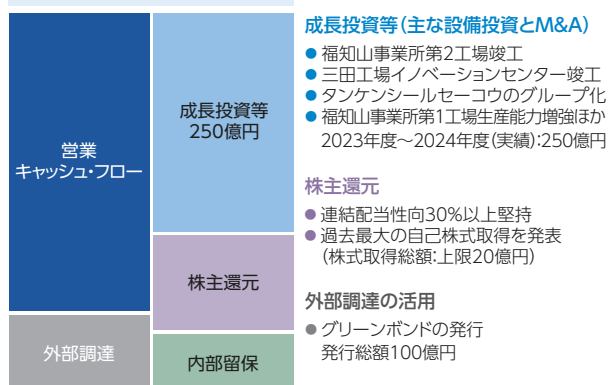 営業
キャッシュ・フロー
外部調達
成長投資等
250億円
株主還元
内部留保
成長投資等(主な設備投資とM&A)
● 福知山事業所第2工場竣工
● 三田工場イノベーションセンター竣工
● タンケンシールセーコウのグループ化
● 福知山事業所第1工場生産能力増強ほか
2023年度〜2024年度(実績):250億円
株主還元
● 連結配当性向30%以上堅持
● 過去最大の自己株式取得を発表
(株式取得総額:上限20億円)
外部調達の活用
● グリーンボンドの発行
発行総額100億円